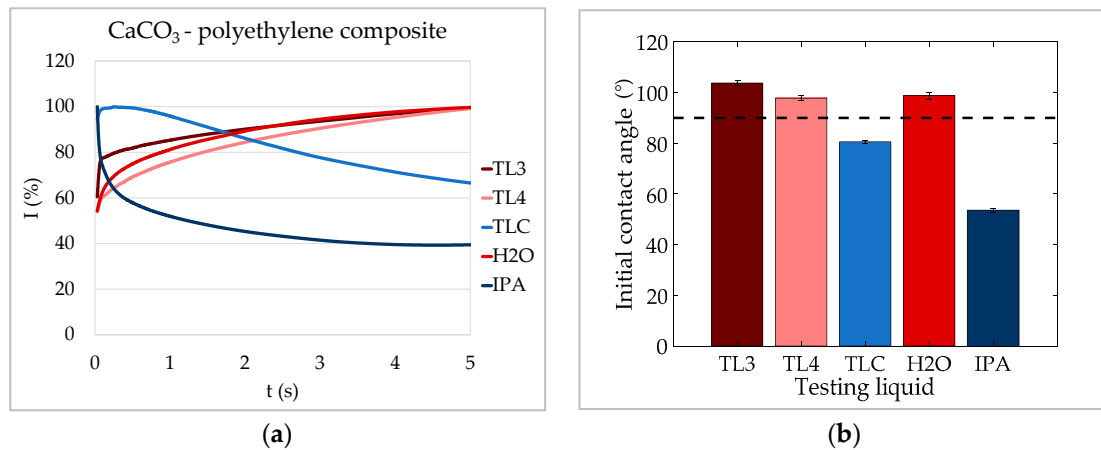 CaCO₃ - polyethylene composite
120
100
80
60
40
20
0
I (%)
0 1 2 3 4 5
t (s)
TL3
TL4
TLC
H2O
IPA
(a)
120
100
80
60
40
20
0
Initial contact angle (°)
TL3 TL4 TLC H2O IPA
Testing liquid
(b)